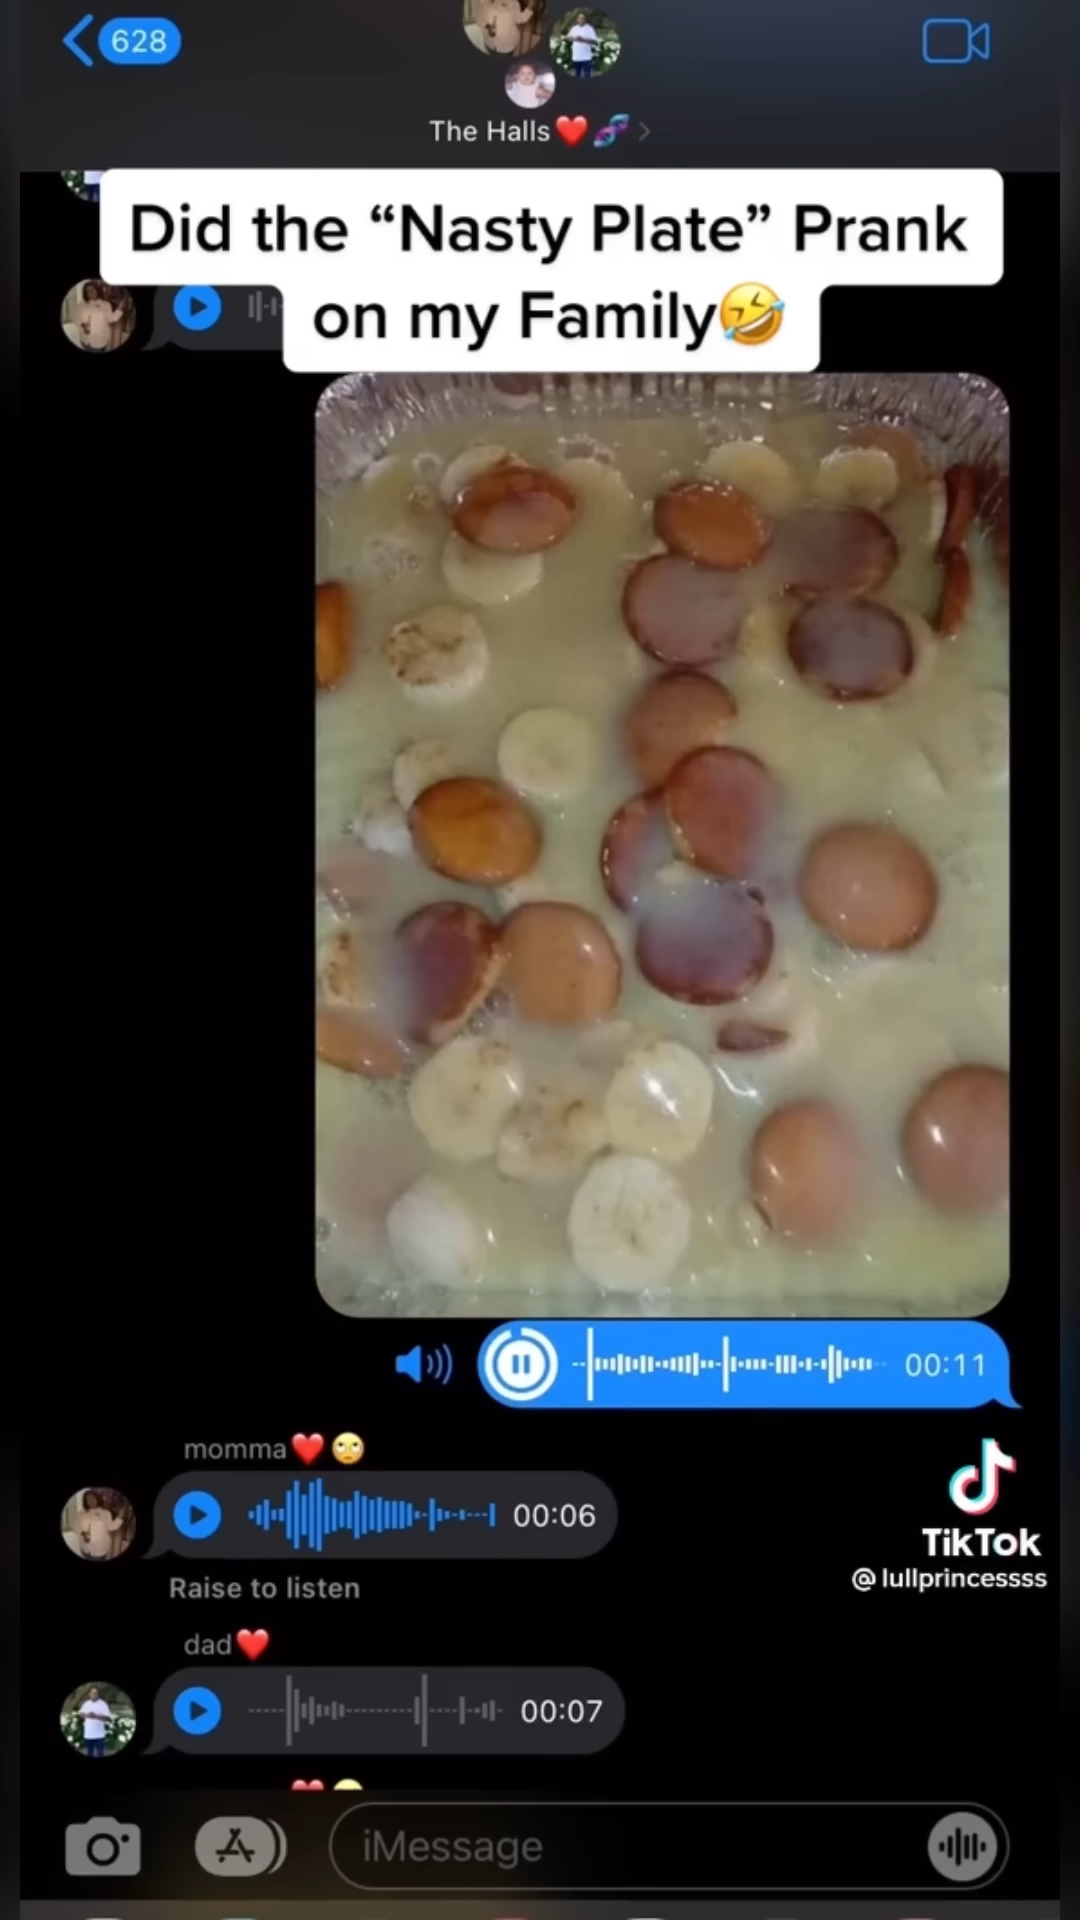 628
The Halls❤️🧬 >
Did the “Nasty Plate” Prank
on my Family🤣
00:11
momma❤️🙄
00:06
TikTok
@lullprincessss
Raise to listen
dad❤️
00:07
iMessage